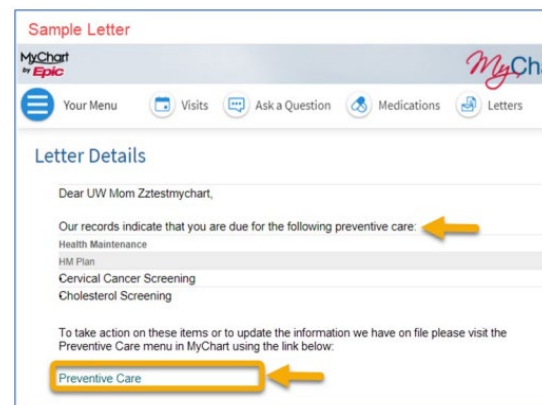 Sample Letter
MyChart
by Epic
MyCha
Your Menu Visits Ask a Question Medications Letters
Letter Details
Dear UW Mom Zztestmychart,
Our records indicate that you are due for the following preventive care:
Health Maintenance
HM Plan
Cervical Cancer Screening
Cholesterol Screening
To take action on these items or to update the information we have on file please visit the
Preventive Care menu in MyChart using the link below:
Preventive Care